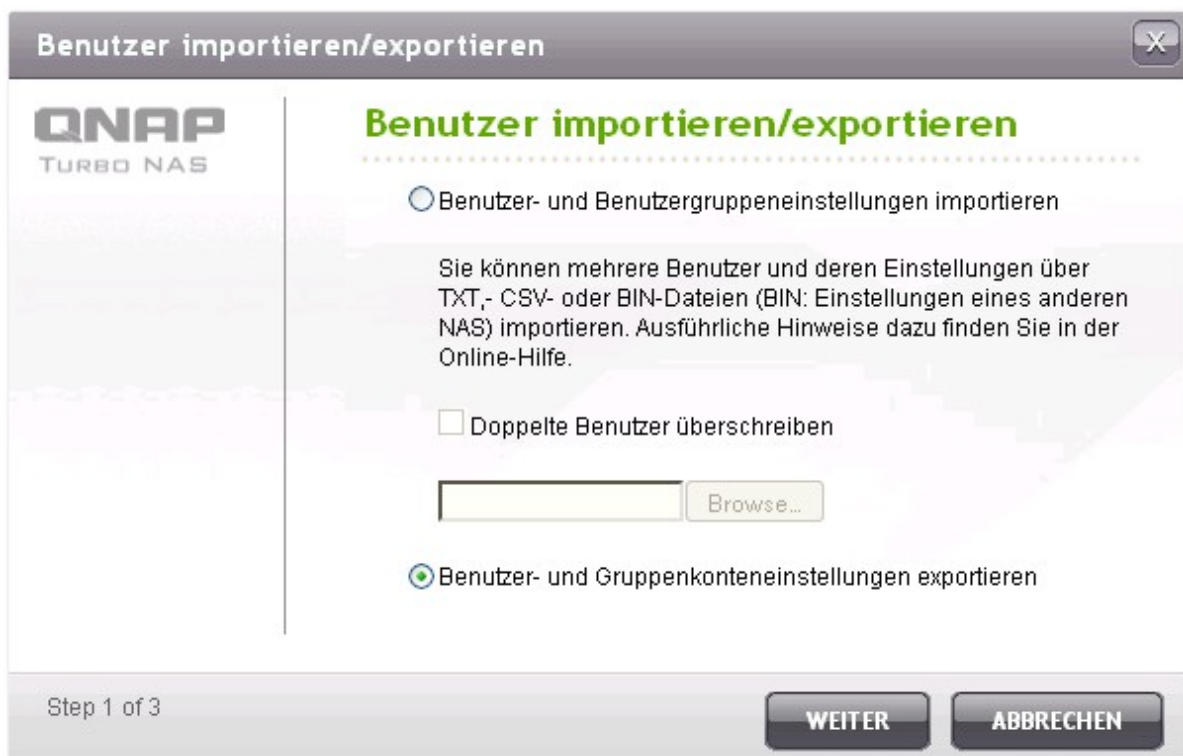 Benutzer importieren/exportieren
X
QNAP
TURBO NAS
Benutzer importieren/exportieren
Benutzer- und Benutzergruppeneinstellungen importieren
Sie können mehrere Benutzer und deren Einstellungen über
TXT,- CSV- oder BIN-Dateien (BIN: Einstellungen eines anderen
NAS) importieren. Ausführliche Hinweise dazu finden Sie in der
Online-Hilfe.
Doppelte Benutzer überschreiben
Browse...
Benutzer- und Gruppenkonteneinstellungen exportieren
Step 1 of 3
WEITER
ABBRECHEN